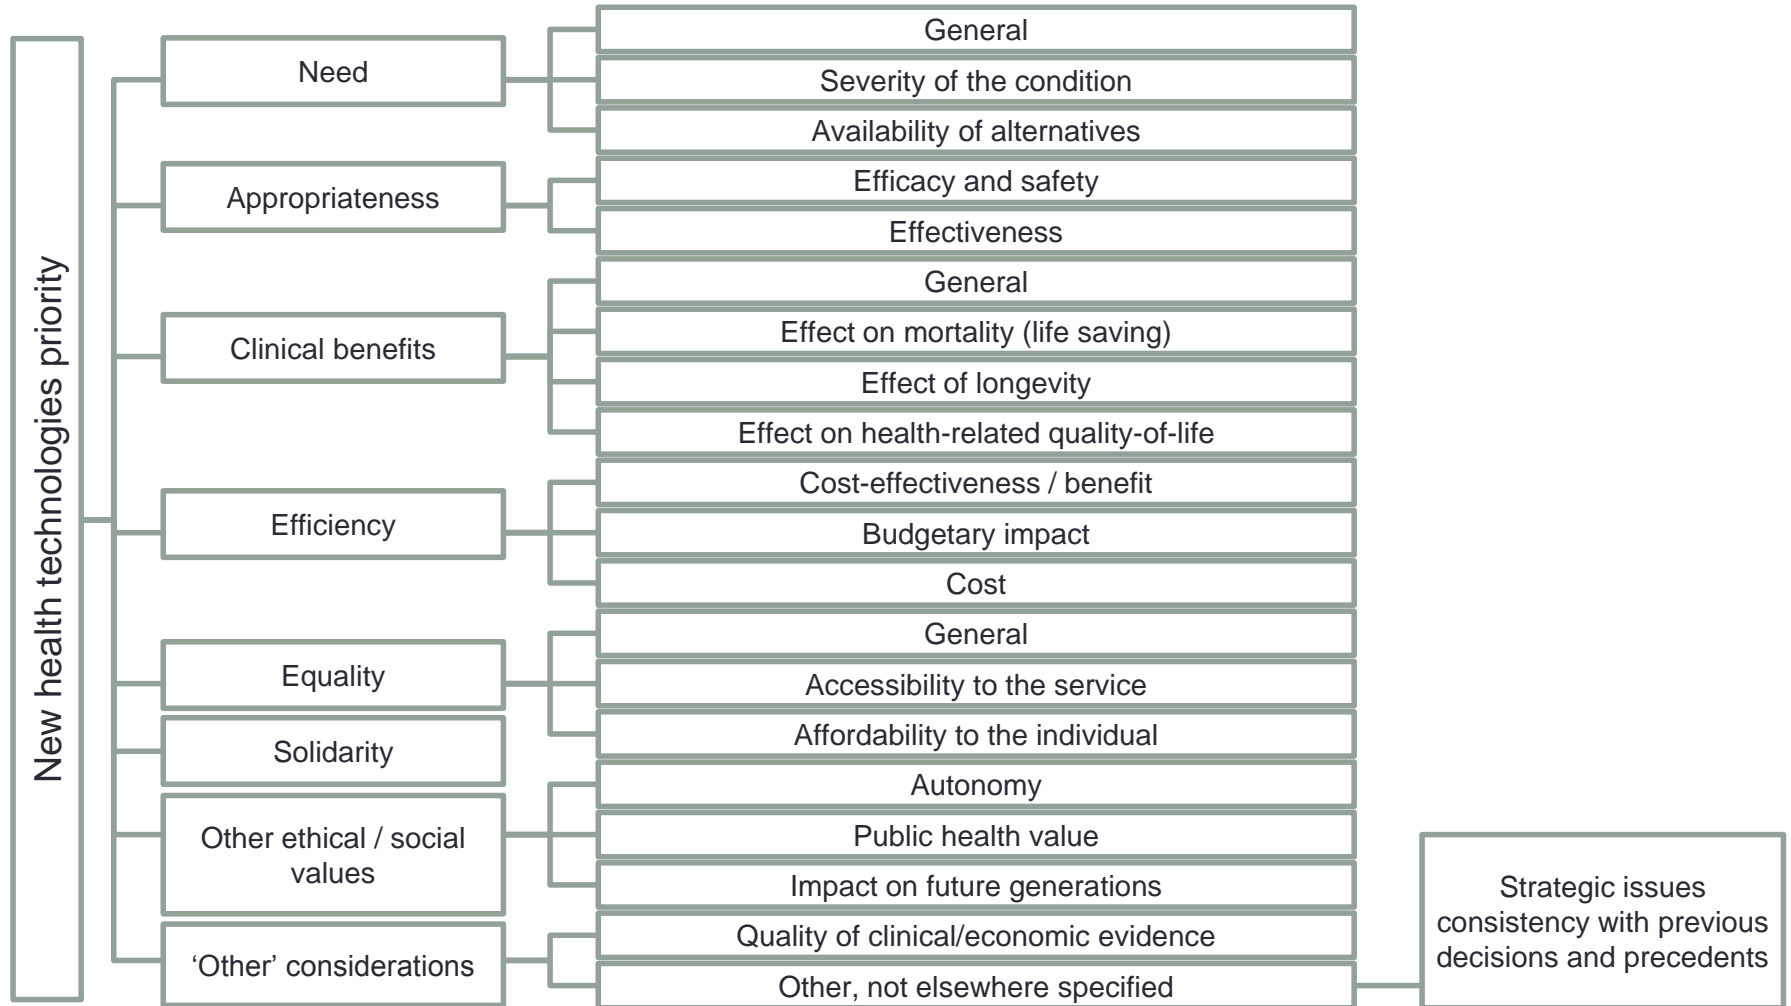 New health technologies priority
Need
General
Severity of the condition
Availability of alternatives
Appropriateness
Efficacy and safety
Effectiveness
Clinical benefits
General
Effect on mortality (life saving)
Effect of longevity
Effect on health-related quality-of-life
Efficiency
Cost-effectiveness / benefit
Budgetary impact
Cost
Equality
General
Accessibility to the service
Affordability to the individual
Solidarity
Other ethical / social
values
Autonomy
Public health value
Impact on future generations
‘Other’ considerations
Quality of clinical/economic evidence
Other, not elsewhere specified
Strategic issues
consistency with previous
decisions and precedents